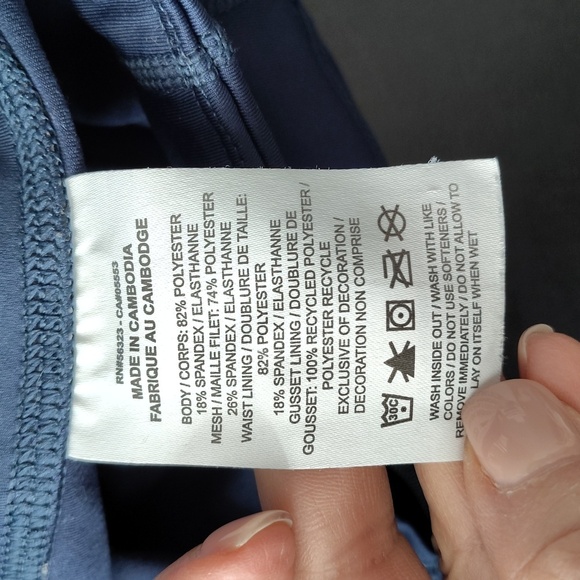 RN#56323 - CA#05553
MADE IN CAMBODIA
FABRIQUE AU CAMBODGE
BODY / CORPS: 82% POLYESTER
18% SPANDEX / ELASTHANNE
MESH / MAILLE FILET: 74% POLYESTER
26% SPANDEX / ELASTHANNE
WAIST LINING / DOUBLURE DE TAILLE:
82% POLYESTER
18% SPANDEX / ELASTHANNE
GUSSET LINING / DOUBLURE DE
GOUSSET: 100% RECYCLED POLYESTER /
POLYESTER RECYCLE
EXCLUSIVE OF DECORATION /
DECORATION NON COMPRISE
30C
WASH INSIDE OUT / WASH WITH LIKE
COLORS / DO NOT USE SOFTENERS /
REMOVE IMMEDIATELY / DO NOT ALLOW TO
LAY ON ITSELF WHEN WET